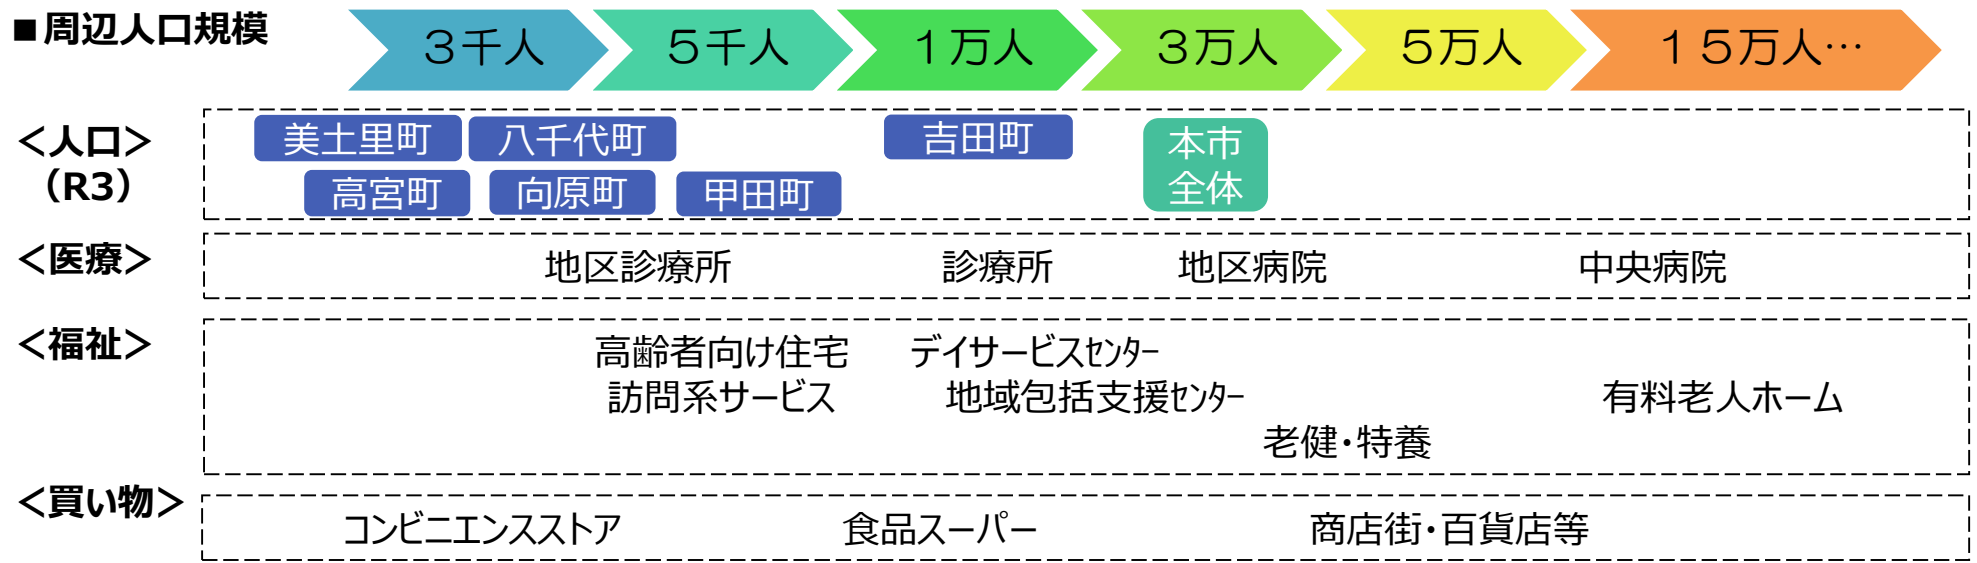 ■周辺人口規模
３千人 ５千人 １万人 ３万人 ５万人 １５万人…
＜人口＞
（R3）
美土里町 八千代町 吉田町
高宮町 向原町 甲田町
本市
全体
＜医療＞
地区診療所 診療所 地区病院 中央病院
＜福祉＞
高齢者向け住宅 デイサービスセンター
訪問系サービス 地域包括支援センター 有料老人ホーム
老健・特養
＜買い物＞
コンビニエンスストア 食品スーパー 商店街・百貨店等